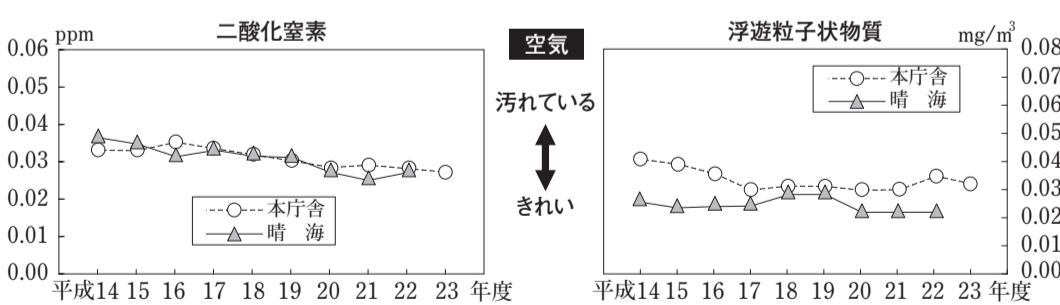 二酸化窒素
ppm
0.06
0.05
0.04
0.03
0.02
0.01
0.00
本庁舎
晴 海
平成14 15 16 17 18 19 20 21 22 23 年度
空気
汚れている
きれい
浮遊粒子状物質
mg/m³
0.08
0.07
0.06
0.05
0.04
0.03
0.02
0.01
0.00
本庁舎
晴 海
平成14 15 16 17 18 19 20 21 22 23 年度